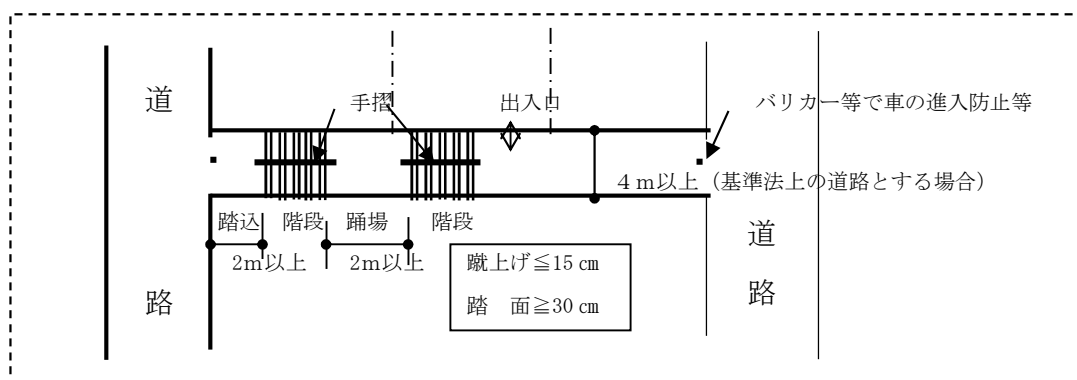 道
路
手摺
出入口
バリカー等で車の進入防止等
4m以上（基準法上の道路とする場合）
踏込
階段
踊場
階段
2m以上
2m以上
蹴上げ≦15㎝
踏　面≧30㎝
道
路